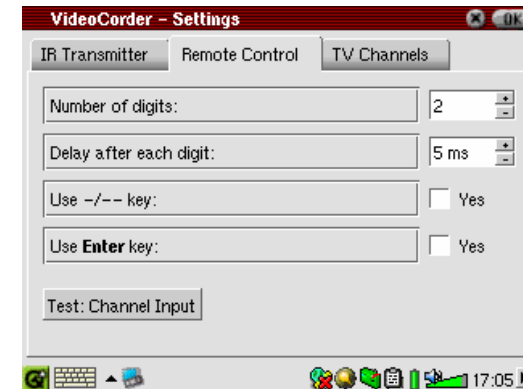 VideoCorder – Settings
OK
IR Transmitter Remote Control TV Channels
Number of digits: 2
Delay after each digit: 5 ms
Use -/-- key: Yes
Use Enter key: Yes
Test: Channel Input
17:05